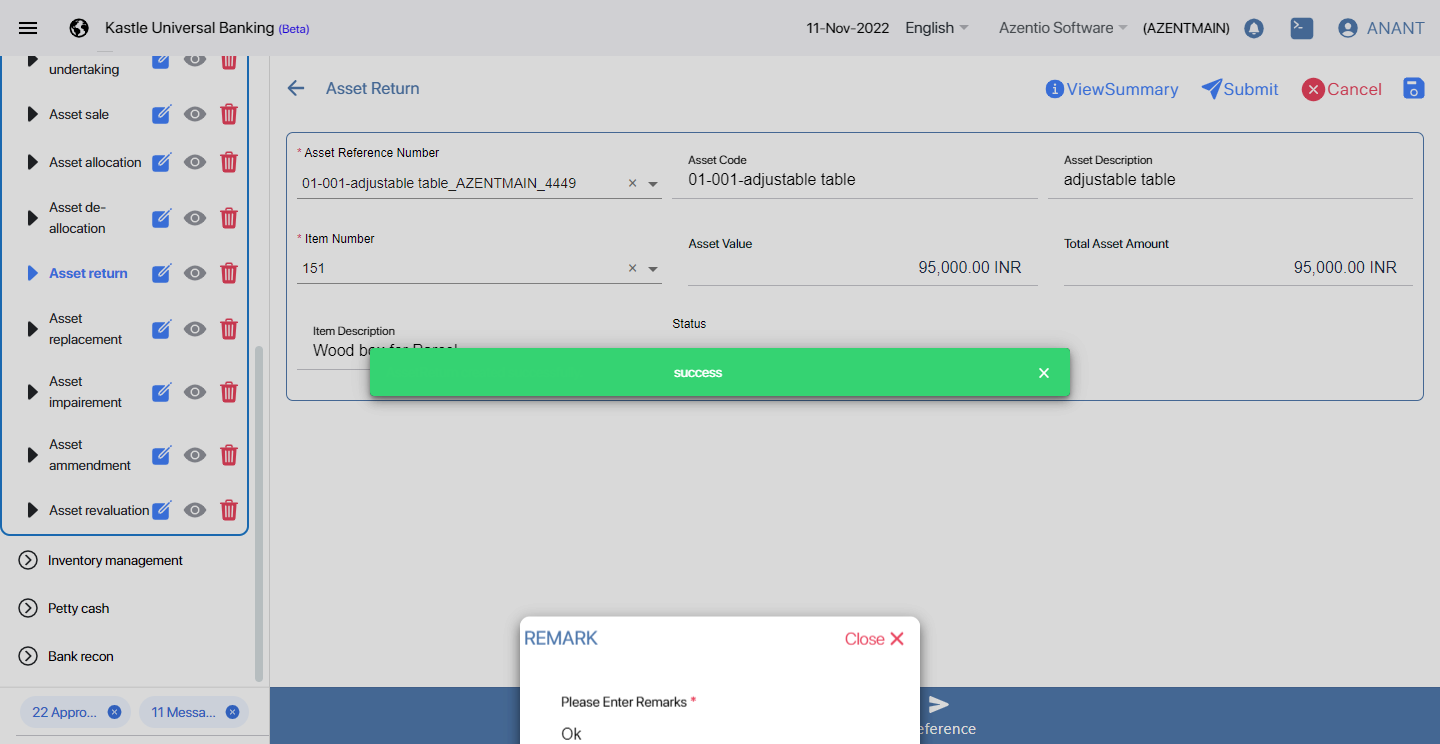 Kastle Universal Banking (Beta)
11-Nov-2022 English Azentio Software (AZENTMAIN) ANANT
undertaking
Asset sale
Asset allocation
Asset de-
allocation
Asset return
Asset
replacement
Asset
impairement
Asset
ammendment
Asset revaluation
Inventory management
Petty cash
Bank recon
22 Appro... 11 Messa...
Asset Return
ViewSummary Submit Cancel
* Asset Reference Number
01-001-adjustable table_AZENTMAIN_4449
Asset Code
01-001-adjustable table
Asset Description
adjustable table
* Item Number
151
Asset Value
95,000.00 INR
Total Asset Amount
95,000.00 INR
Item Description
Wood box for Parcel
Status
success
REMARK
Close
Please Enter Remarks *
Ok
eference